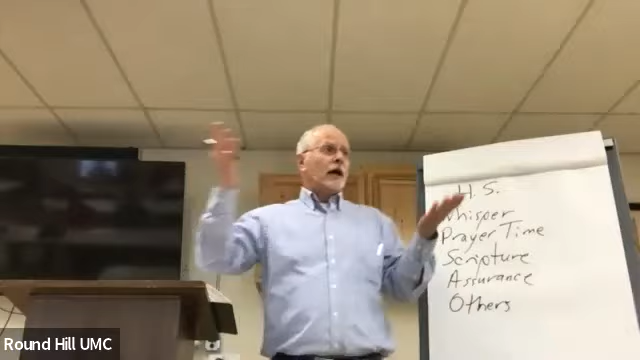 H.S.
Whisper
Prayer Time
Scripture
Assurance
Others
Round Hill UMC